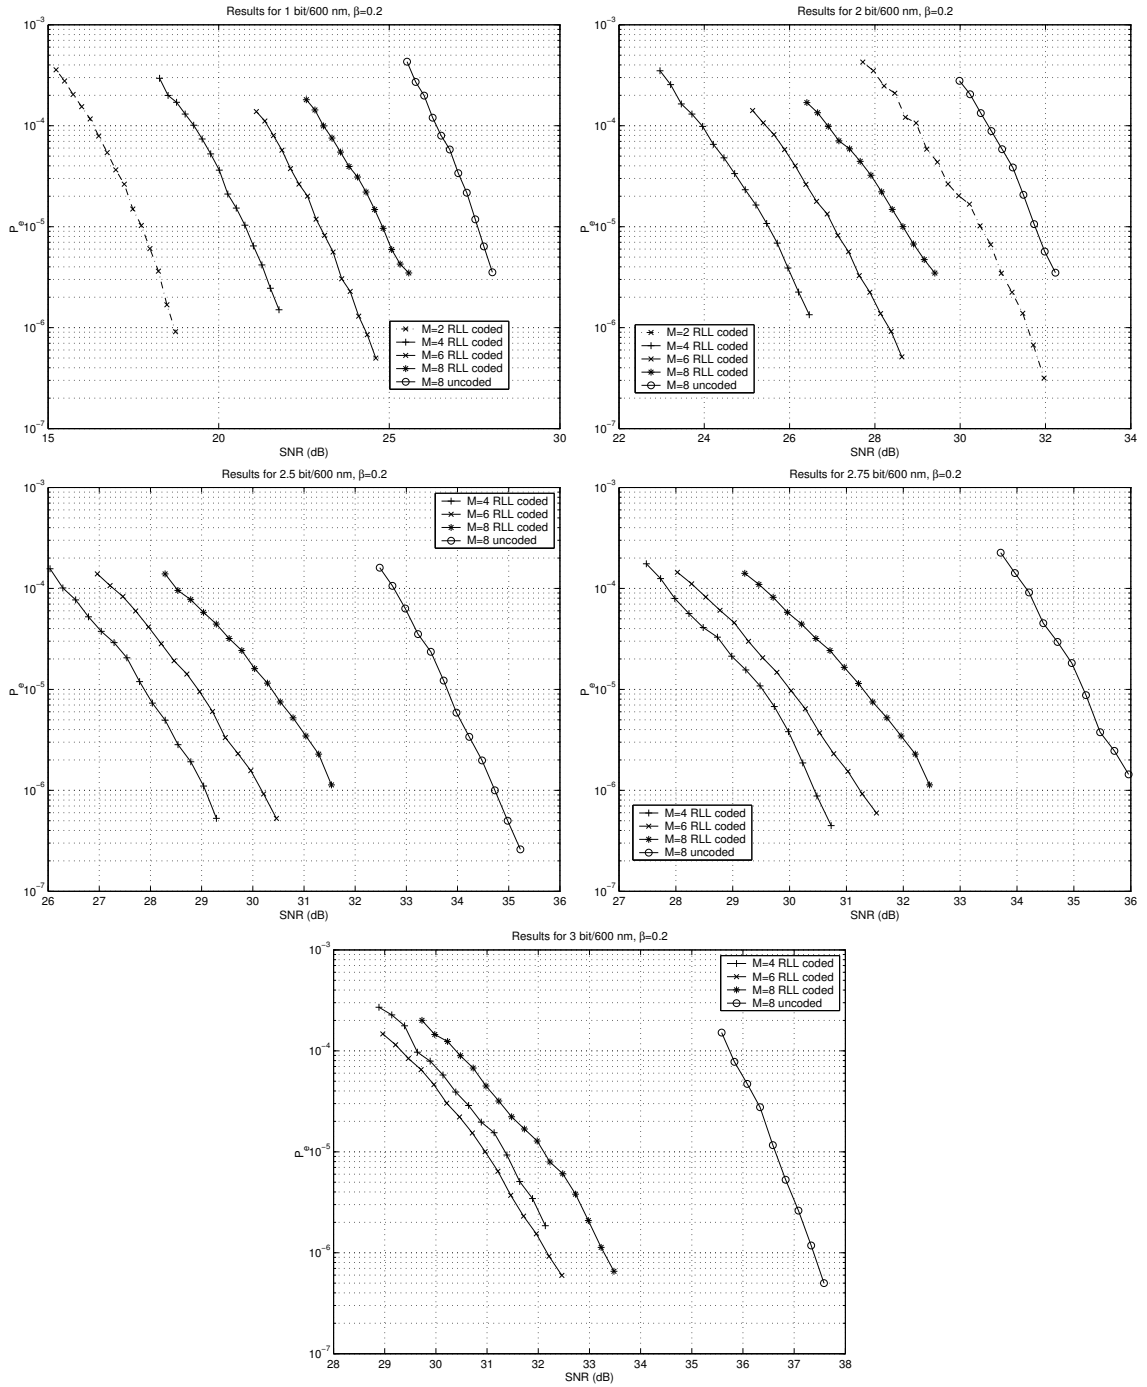 Results for 1 bit/600 nm, β=0.2
10⁻³
10⁻⁴
10⁻⁵
10⁻⁶
10⁻⁷
Pₑ
M=2 RLL coded
M=4 RLL coded
M=6 RLL coded
M=8 RLL coded
M=8 uncoded
15 20 25 30
SNR (dB)
Results for 2 bit/600 nm, β=0.2
10⁻³
10⁻⁴
10⁻⁵
10⁻⁶
10⁻⁷
Pₑ
M=2 RLL coded
M=4 RLL coded
M=6 RLL coded
M=8 RLL coded
M=8 uncoded
22 24 26 28 30 32 34
SNR (dB)
Results for 2.5 bit/600 nm, β=0.2
10⁻³
10⁻⁴
10⁻⁵
10⁻⁶
10⁻⁷
Pₑ
M=4 RLL coded
M=6 RLL coded
M=8 RLL coded
M=8 uncoded
26 27 28 29 30 31 32 33 34 35 36
SNR (dB)
Results for 2.75 bit/600 nm, β=0.2
10⁻³
10⁻⁴
10⁻⁵
10⁻⁶
10⁻⁷
Pₑ
M=4 RLL coded
M=6 RLL coded
M=8 RLL coded
M=8 uncoded
27 28 29 30 31 32 33 34 35 36
SNR (dB)
Results for 3 bit/600 nm, β=0.2
10⁻³
10⁻⁴
10⁻⁵
10⁻⁶
10⁻⁷
Pₑ
M=4 RLL coded
M=6 RLL coded
M=8 RLL coded
M=8 uncoded
28 29 30 31 32 33 34 35 36 37 38
SNR (dB)